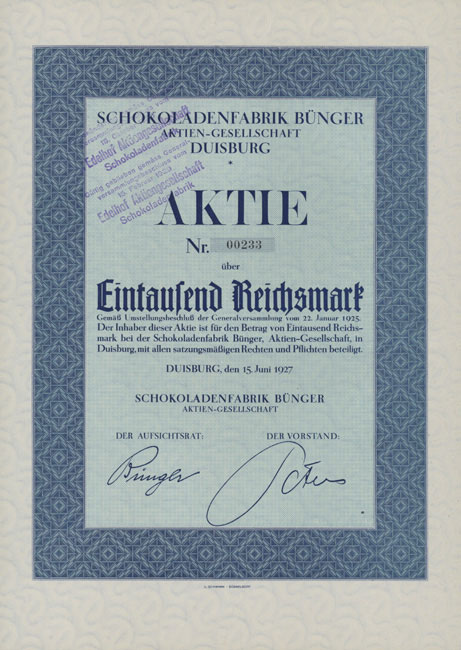 SCHOKOLADENFABRIK BÜNGER
AKTIEN-GESELLSCHAFT
DUISBURG
Edelhof Aktiengesellschaft
Schokoladenfabrik
Edelhof Aktiengesellschaft
Schokoladenfabrik
AKTIE
Nr. 00233
über
Eintausend Reichsmark
Gemäß Umstellungsbeschluß der Generalversammlung vom 22. Januar 1925.
Der Inhaber dieser Aktie ist für den Betrag von Eintausend Reichs-
mark bei der Schokoladenfabrik Bünger, Aktien-Gesellschaft, in
Duisburg, mit allen satzungsmäßigen Rechten und Pflichten beteiligt.
DUISBURG, den 15. Juni 1927
SCHOKOLADENFABRIK BÜNGER
AKTIEN-GESELLSCHAFT
DER AUFSICHTSRAT: DER VORSTAND:
Bünger